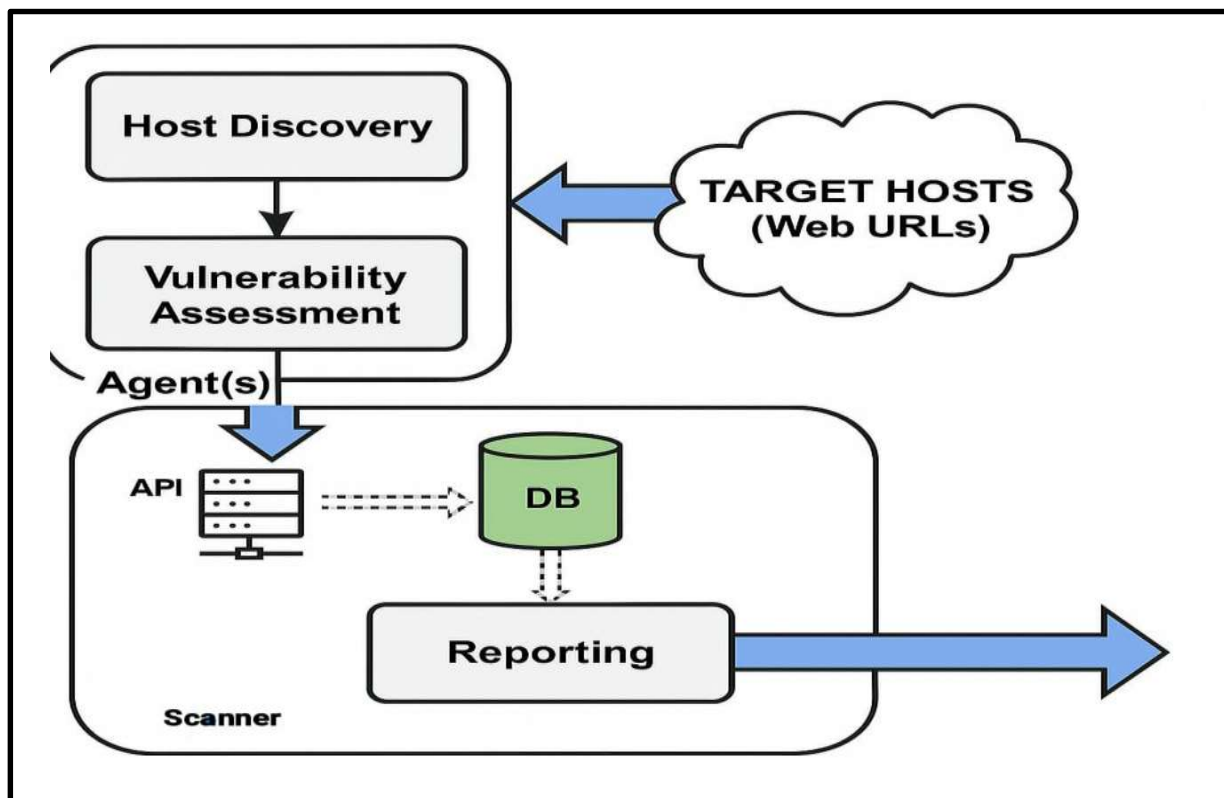 Host Discovery
TARGET HOSTS
(Web URLs)
Vulnerability
Assessment
Agent(s)
API
DB
Reporting
Scanner